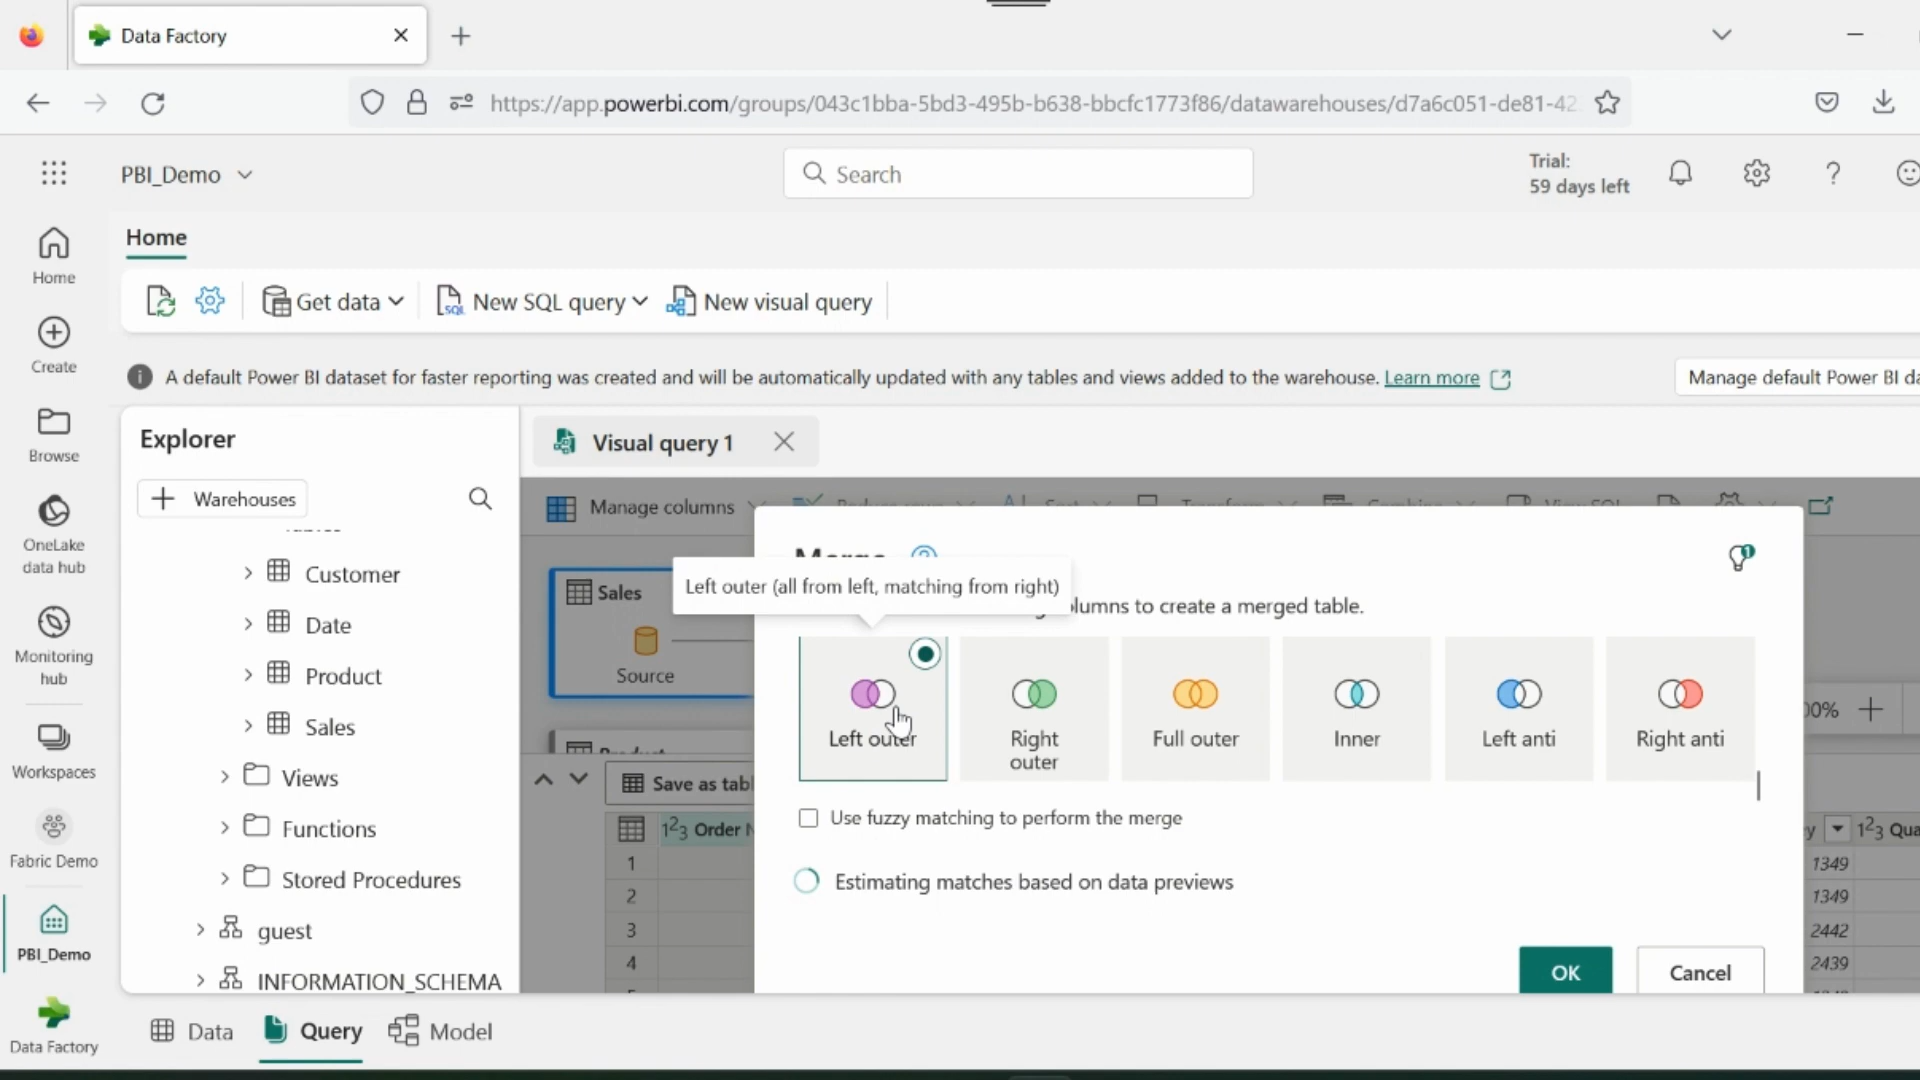 Data Factory
https://app.powerbi.com/groups/043c1bba-5bd3-495b-b638-bbcfc1773f86/datawarehouses/d7a6c051-de81-42
PBI_Demo
Search
Trial:
59 days left
Home
Home
Get data
New SQL query
New visual query
Create
A default Power BI dataset for faster reporting was created and will be automatically updated with any tables and views added to the warehouse. Learn more
Manage default Power BI da
Browse
Explorer
Visual query 1
Warehouses
Manage columns
OneLake
data hub
Customer
Date
Product
Sales
Views
Functions
Stored Procedures
guest
INFORMATION_SCHEMA
Monitoring
hub
Workspaces
Fabric Demo
PBI_Demo
Data Factory
Sales
Source
Product
Merge
Left outer (all from left, matching from right)
lumns to create a merged table.
1
Left outer
Right
outer
Full outer
Inner
Left anti
Right anti
00%
Use fuzzy matching to perform the merge
Estimating matches based on data previews
OK
Cancel
Save as tabl
123 Order N
y
123 Qua
1
1349
2
1349
3
2442
4
2439
Data
Query
Model